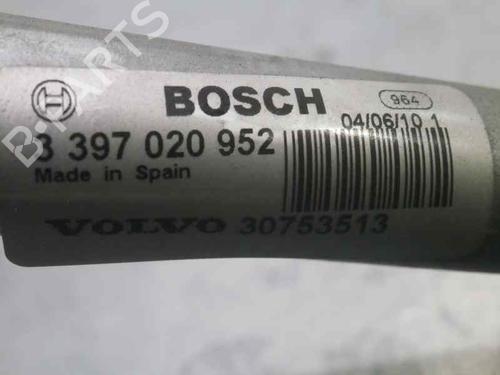 BOSCH
964
04/06/10 1
3 397 020 952
Made in Spain
VOLVO 30753513
B-PARTS